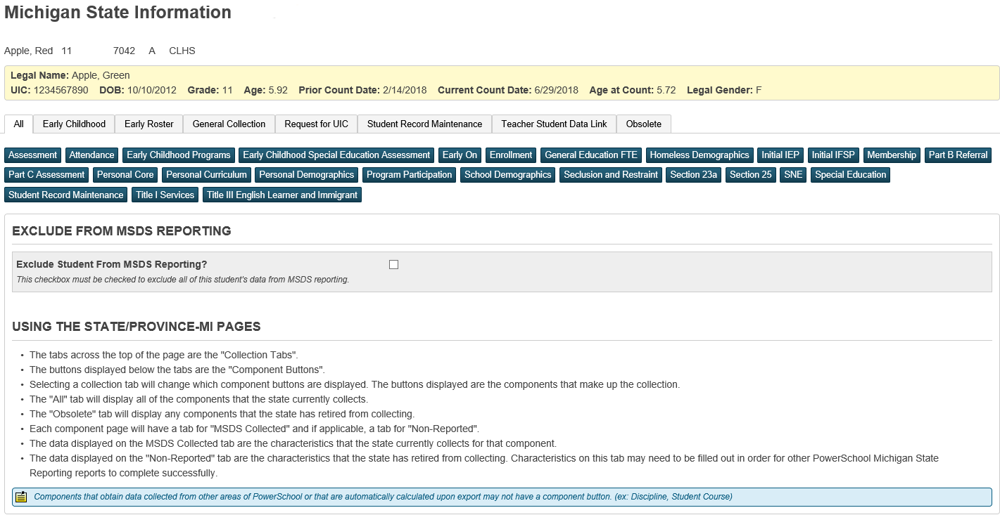 Michigan State Information
Apple, Red 11 7042 A CLHS
Legal Name: Apple, Green
UIC: 1234567890 DOB: 10/10/2012 Grade: 11 Age: 5.92 Prior Count Date: 2/14/2018 Current Count Date: 6/29/2018 Age at Count: 5.72 Legal Gender: F
All Early Childhood Early Roster General Collection Request for UIC Student Record Maintenance Teacher Student Data Link Obsolete
Assessment Attendance Early Childhood Programs Early Childhood Special Education Assessment Early On Enrollment General Education FTE Homeless Demographics Initial IEP Initial IFSP Membership Part B Referral
Part C Assessment Personal Core Personal Curriculum Personal Demographics Program Participation School Demographics Seclusion and Restraint Section 23a Section 25 SNE Special Education
Student Record Maintenance Title I Services Title III English Learner and Immigrant
EXCLUDE FROM MSDS REPORTING
Exclude Student From MSDS Reporting?
This checkbox must be checked to exclude all of this student's data from MSDS reporting.
USING THE STATE/PROVINCE-MI PAGES
• The tabs across the top of the page are the "Collection Tabs".
• The buttons displayed below the tabs are the "Component Buttons".
• Selecting a collection tab will change which component buttons are displayed. The buttons displayed are the components that make up the collection.
• The "All" tab will display all of the components that the state currently collects.
• The "Obsolete" tab will display any components that the state has retired from collecting.
• Each component page will have a tab for "MSDS Collected" and if applicable, a tab for "Non-Reported".
• The data displayed on the MSDS Collected tab are the characteristics that the state currently collects for that component.
• The data displayed on the "Non-Reported" tab are the characteristics that the state has retired from collecting. Characteristics on this tab may need to be filled out in order for other PowerSchool Michigan State
Reporting reports to complete successfully.
Components that obtain data collected from other areas of PowerSchool or that are automatically calculated upon export may not have a component button. (ex: Discipline, Student Course)